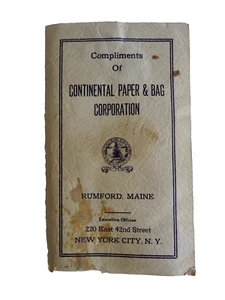 Compliments
Of
CONTINENTAL PAPER & BAG
CORPORATION
RUMFORD, MAINE
Executive Offices
220 East 42nd Street
NEW YORK CITY, N. Y.